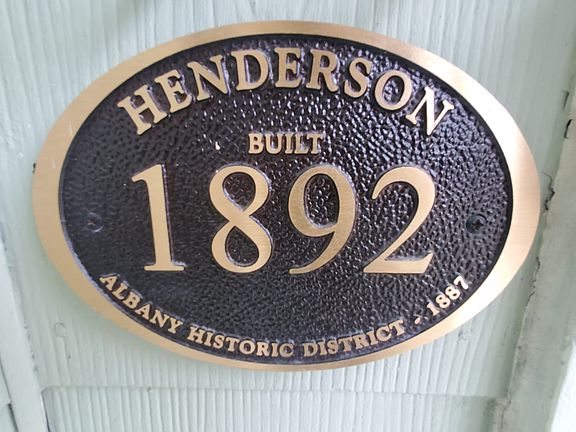 HENDERSON
BUILT
1892
ALBANY HISTORIC DISTRICT - 1887